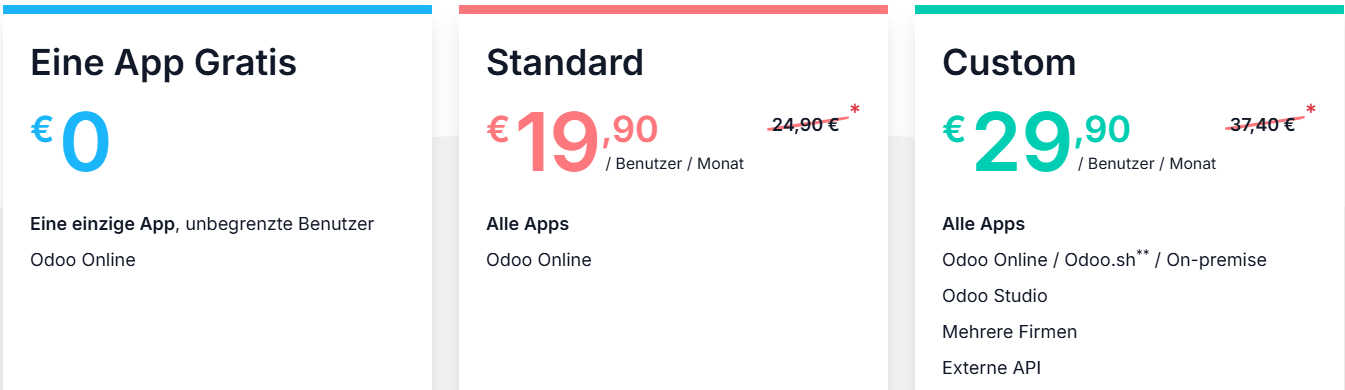 Eine App Gratis
€ 0
Eine einzige App, unbegrenzte Benutzer
Odoo Online
Standard
€ 19,90 / Benutzer / Monat
24,90 € *
Alle Apps
Odoo Online
Custom
€ 29,90 / Benutzer / Monat
37,40 € *
Alle Apps
Odoo Online / Odoo.sh** / On-premise
Odoo Studio
Mehrere Firmen
Externe API